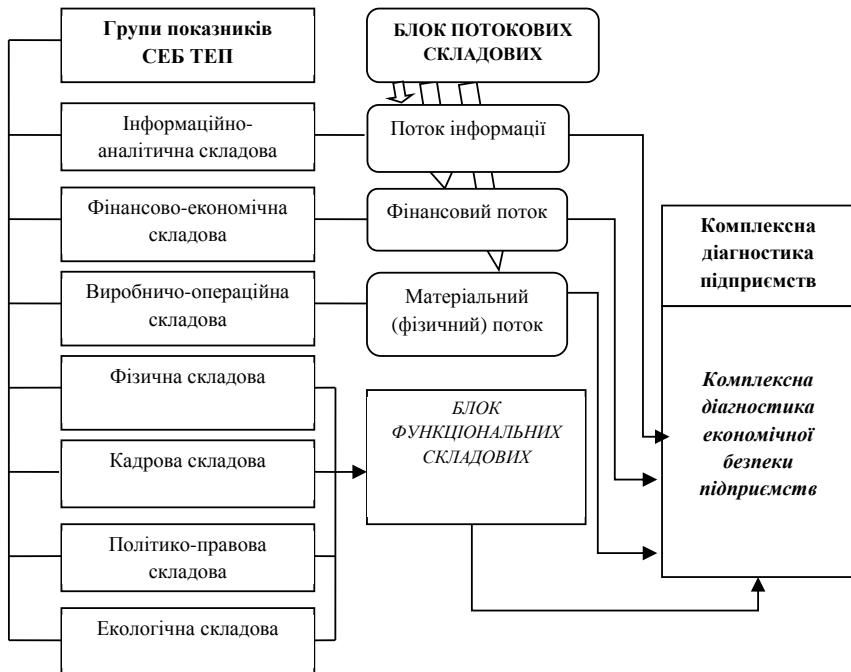 Групи показників
СЕБ ТЕП
БЛОК ПОТОКОВИХ
СКЛАДОВИХ
Інформаційно-
аналітична складова
Поток інформації
Фінансово-економічна
складова
Фінансовий поток
Виробничо-операційна
складова
Матеріальний
(фізичний) поток
Фізична складова
Кадрова складова
Політико-правова
складова
Екологічна складова
БЛОК
ФУНКЦІОНАЛЬНИХ
СКЛАДОВИХ
Комплексна
діагностика
підприємств
Комплексна
діагностика
економічної
безпеки
підприємств